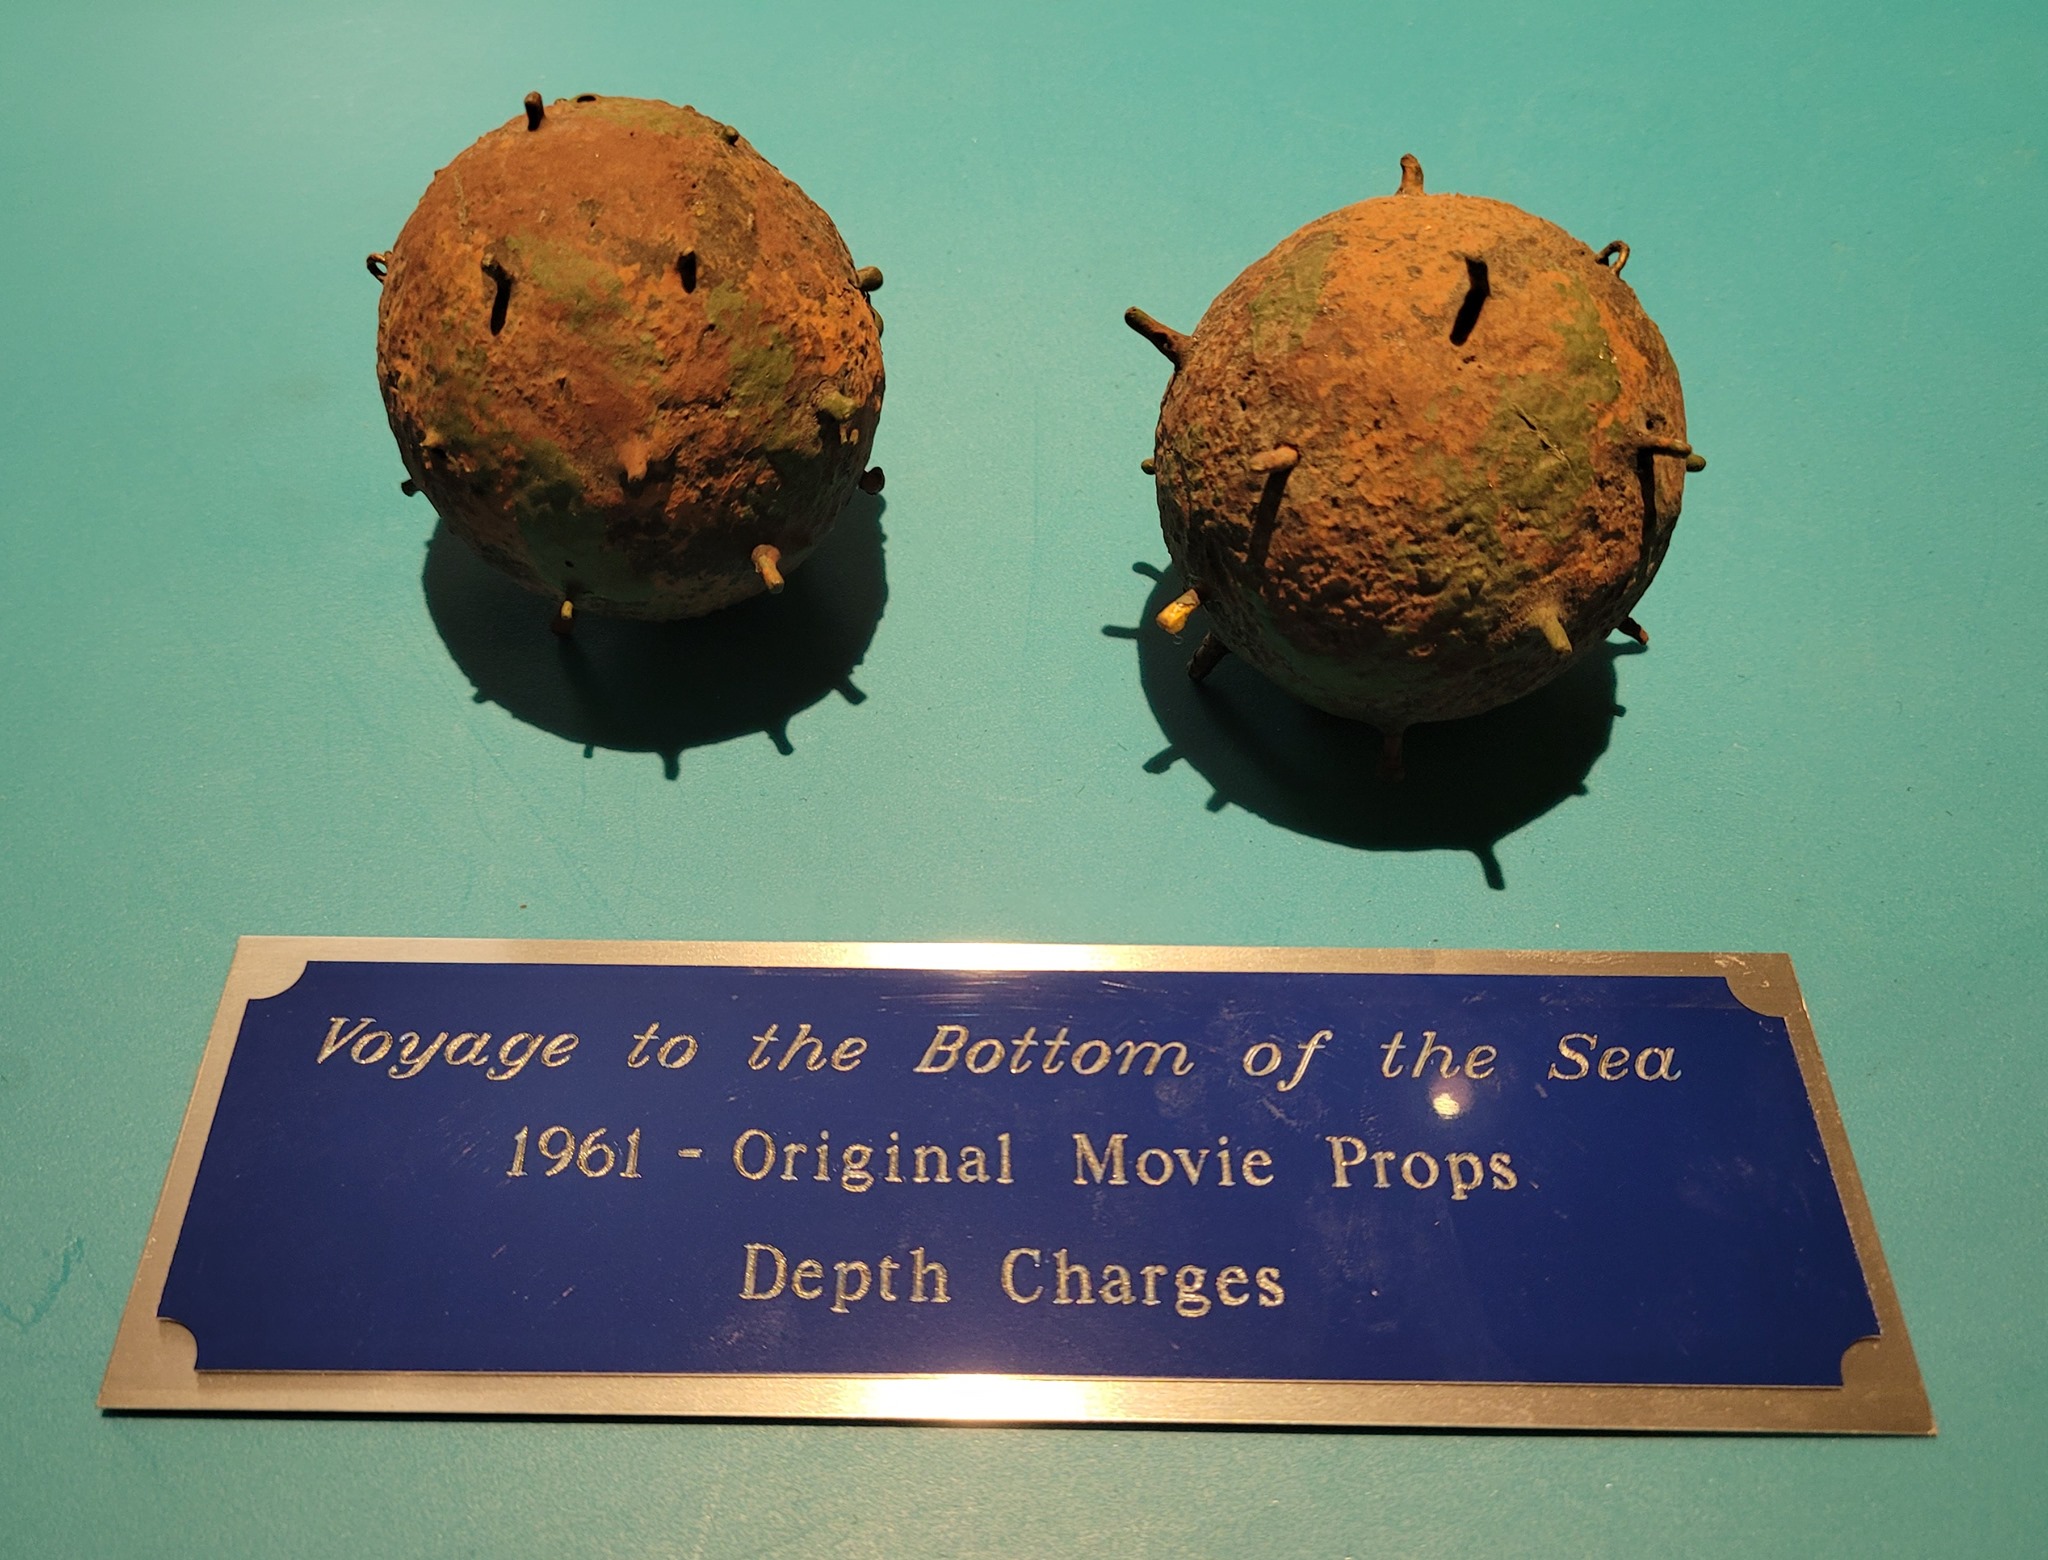 Voyage to the Bottom of the Sea
1961 - Original Movie Props
Depth Charges